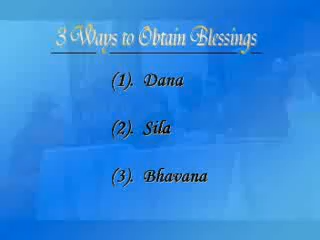 3 Ways to Obtain Blessings
(1). Dana
(2). Sila
(3). Bhavana